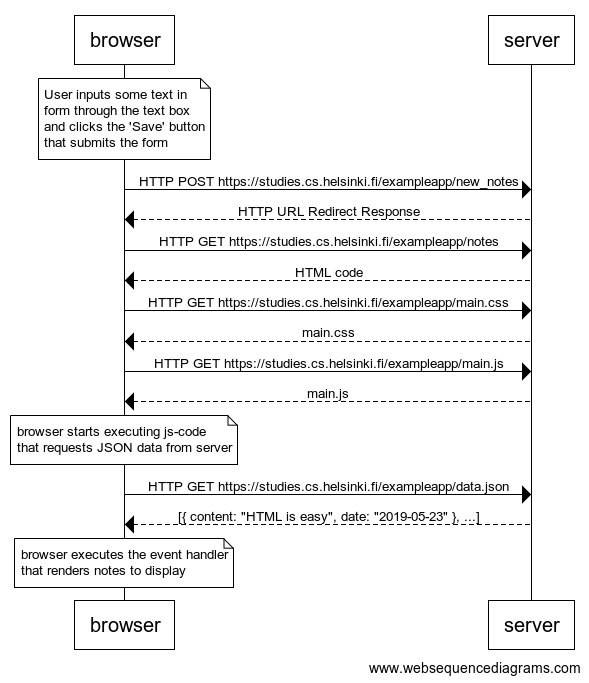 browser
server
User inputs some text in
form through the text box
and clicks the 'Save' button
that submits the form
HTTP POST https://studies.cs.helsinki.fi/exampleapp/new_notes
HTTP URL Redirect Response
HTTP GET https://studies.cs.helsinki.fi/exampleapp/notes
HTML code
HTTP GET https://studies.cs.helsinki.fi/exampleapp/main.css
main.css
HTTP GET https://studies.cs.helsinki.fi/exampleapp/main.js
main.js
browser starts executing js-code
that requests JSON data from server
HTTP GET https://studies.cs.helsinki.fi/exampleapp/data.json
[{ content: "HTML is easy", date: "2019-05-23" }, ...]
browser executes the event handler
that renders notes to display
browser
server
www.websequencediagrams.com